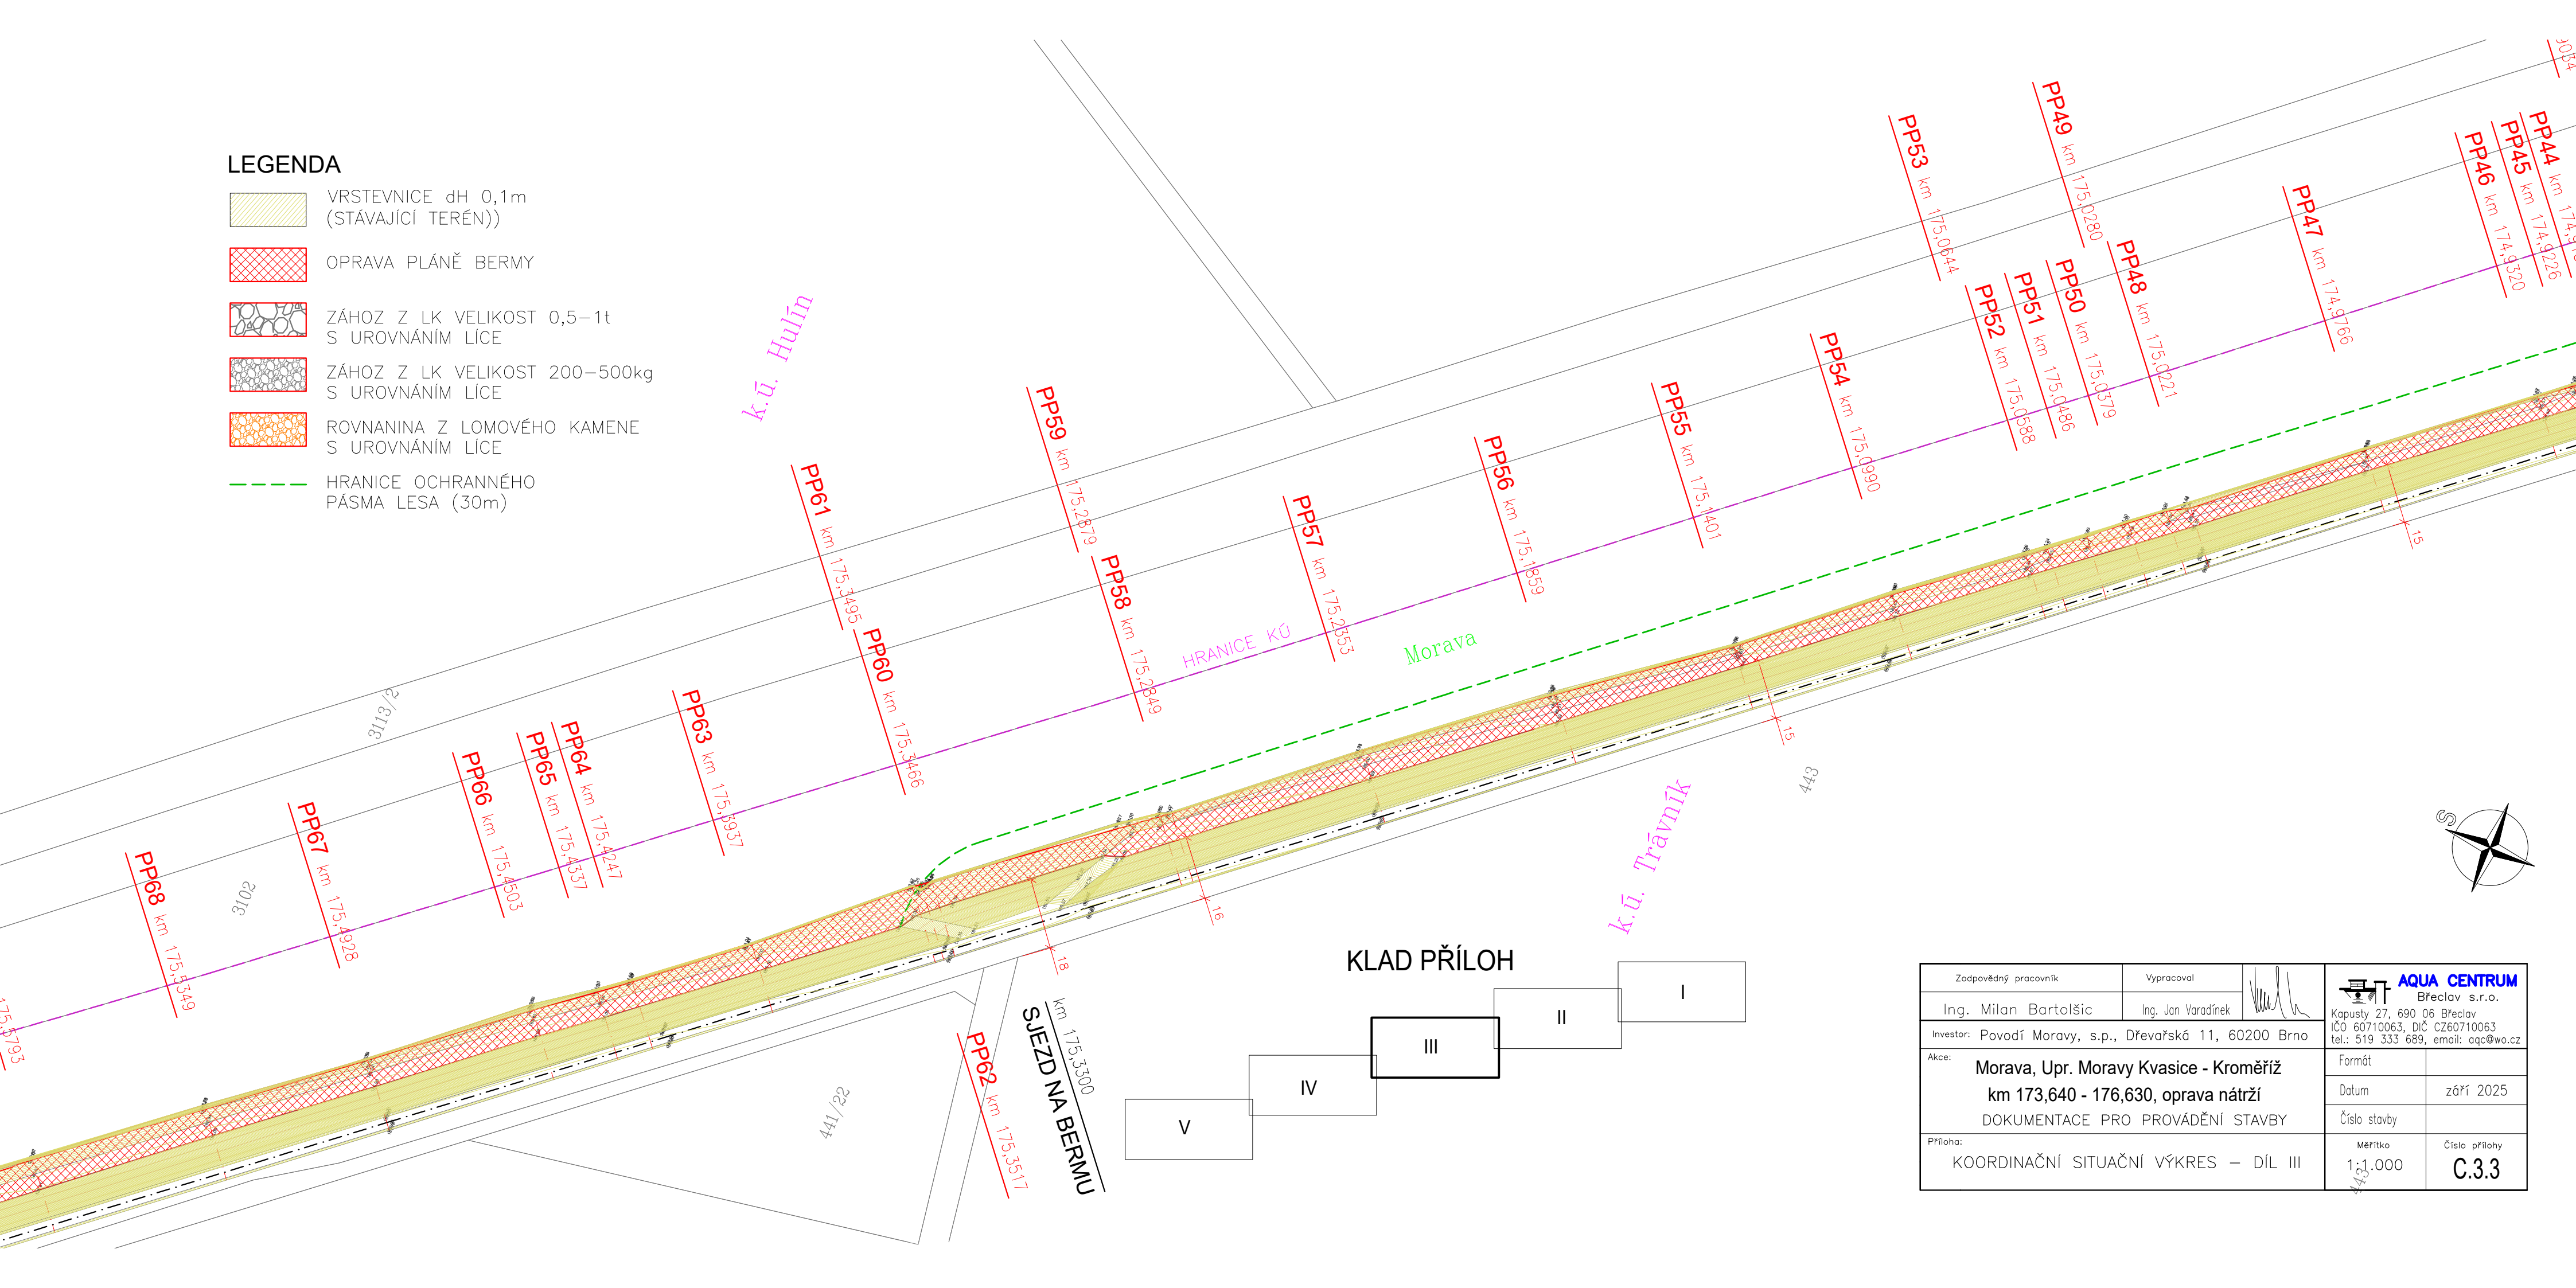 LEGENDA
VRSTEVNICE dH 0,1m
(STÁVAJÍCÍ TERÉN))
OPRAVA PLÁNĚ BERMY
ZÁHOZ Z LK VELIKOST 0,5-1t
S UROVNÁNÍM LÍCE
ZÁHOZ Z LK VELIKOST 200-500kg
S UROVNÁNÍM LÍCE
ROVNANINA Z LOMOVÉHO KAMENE
S UROVNÁNÍM LÍCE
HRANICE OCHRANNÉHO
PÁSMA LESA (30m)
k.ú. Hulín
3113/2
3102
175,5793
PP68 km 175,5349
PP67 km 175,4928
PP66 km 175,4503
PP65 km 175,4337
PP64 km 175,4247
PP63 km 175,3937
PP61 km 175,3495
PP60 km 175,3466
PP59 km 175,2879
PP58 km 175,2849
PP57 km 175,2353
PP56 km 175,1859
PP55 km 175,1401
PP54 km 175,0990
PP53 km 175,0644
PP52 km 175,0588
PP51 km 175,0486
PP50 km 175,0379
PP49 km 175,0280
PP48 km 175,0221
PP47 km 174,9766
PP46 km 174,9320
PP45 km 174,9226
PP44 km
HRANICE KÚ
Morava
15
15
16
18
443
k.ú. Trávník
441/22
PP62 km 175,3517
km 175,3300
SJEZD NA BERMU
S
KLAD PŘÍLOH
I
II
III
IV
V
Zodpovědný pracovník
Vypracoval
Ing. Milan Bartolšic
Ing. Jan Varadínek
AQUA CENTRUM
Břeclav s.r.o.
Kapusty 27, 690 06 Břeclav
IČO 60710063, DIČ CZ60710063
tel.: 519 333 689, email: aqc@wo.cz
Investor: Povodí Moravy, s.p., Dřevařská 11, 60200 Brno
Akce:
Morava, Upr. Moravy Kvasice - Kroměříž
km 173,640 - 176,630, oprava nátrží
DOKUMENTACE PRO PROVÁDĚNÍ STAVBY
Formát
Datum
září 2025
Číslo stavby
Příloha:
KOORDINAČNÍ SITUAČNÍ VÝKRES – DÍL III
Měřítko
1:1.000
Číslo přílohy
C.3.3
443